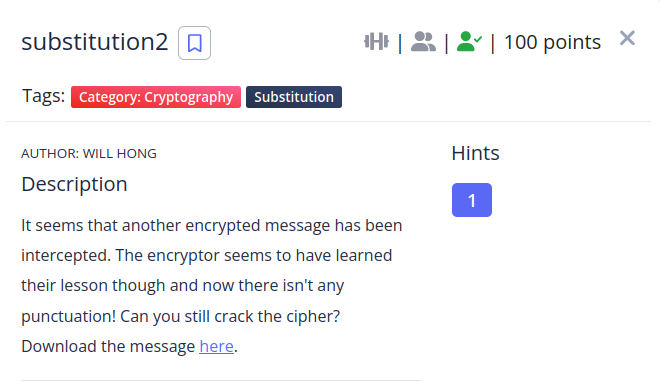 substitution2 | | | 100 points
Tags: Category: Cryptography Substitution
AUTHOR: WILL HONG
Description
It seems that another encrypted message has been
intercepted. The encryptor seems to have learned
their lesson though and now there isn't any
punctuation! Can you still crack the cipher?
Download the message here.
Hints
1